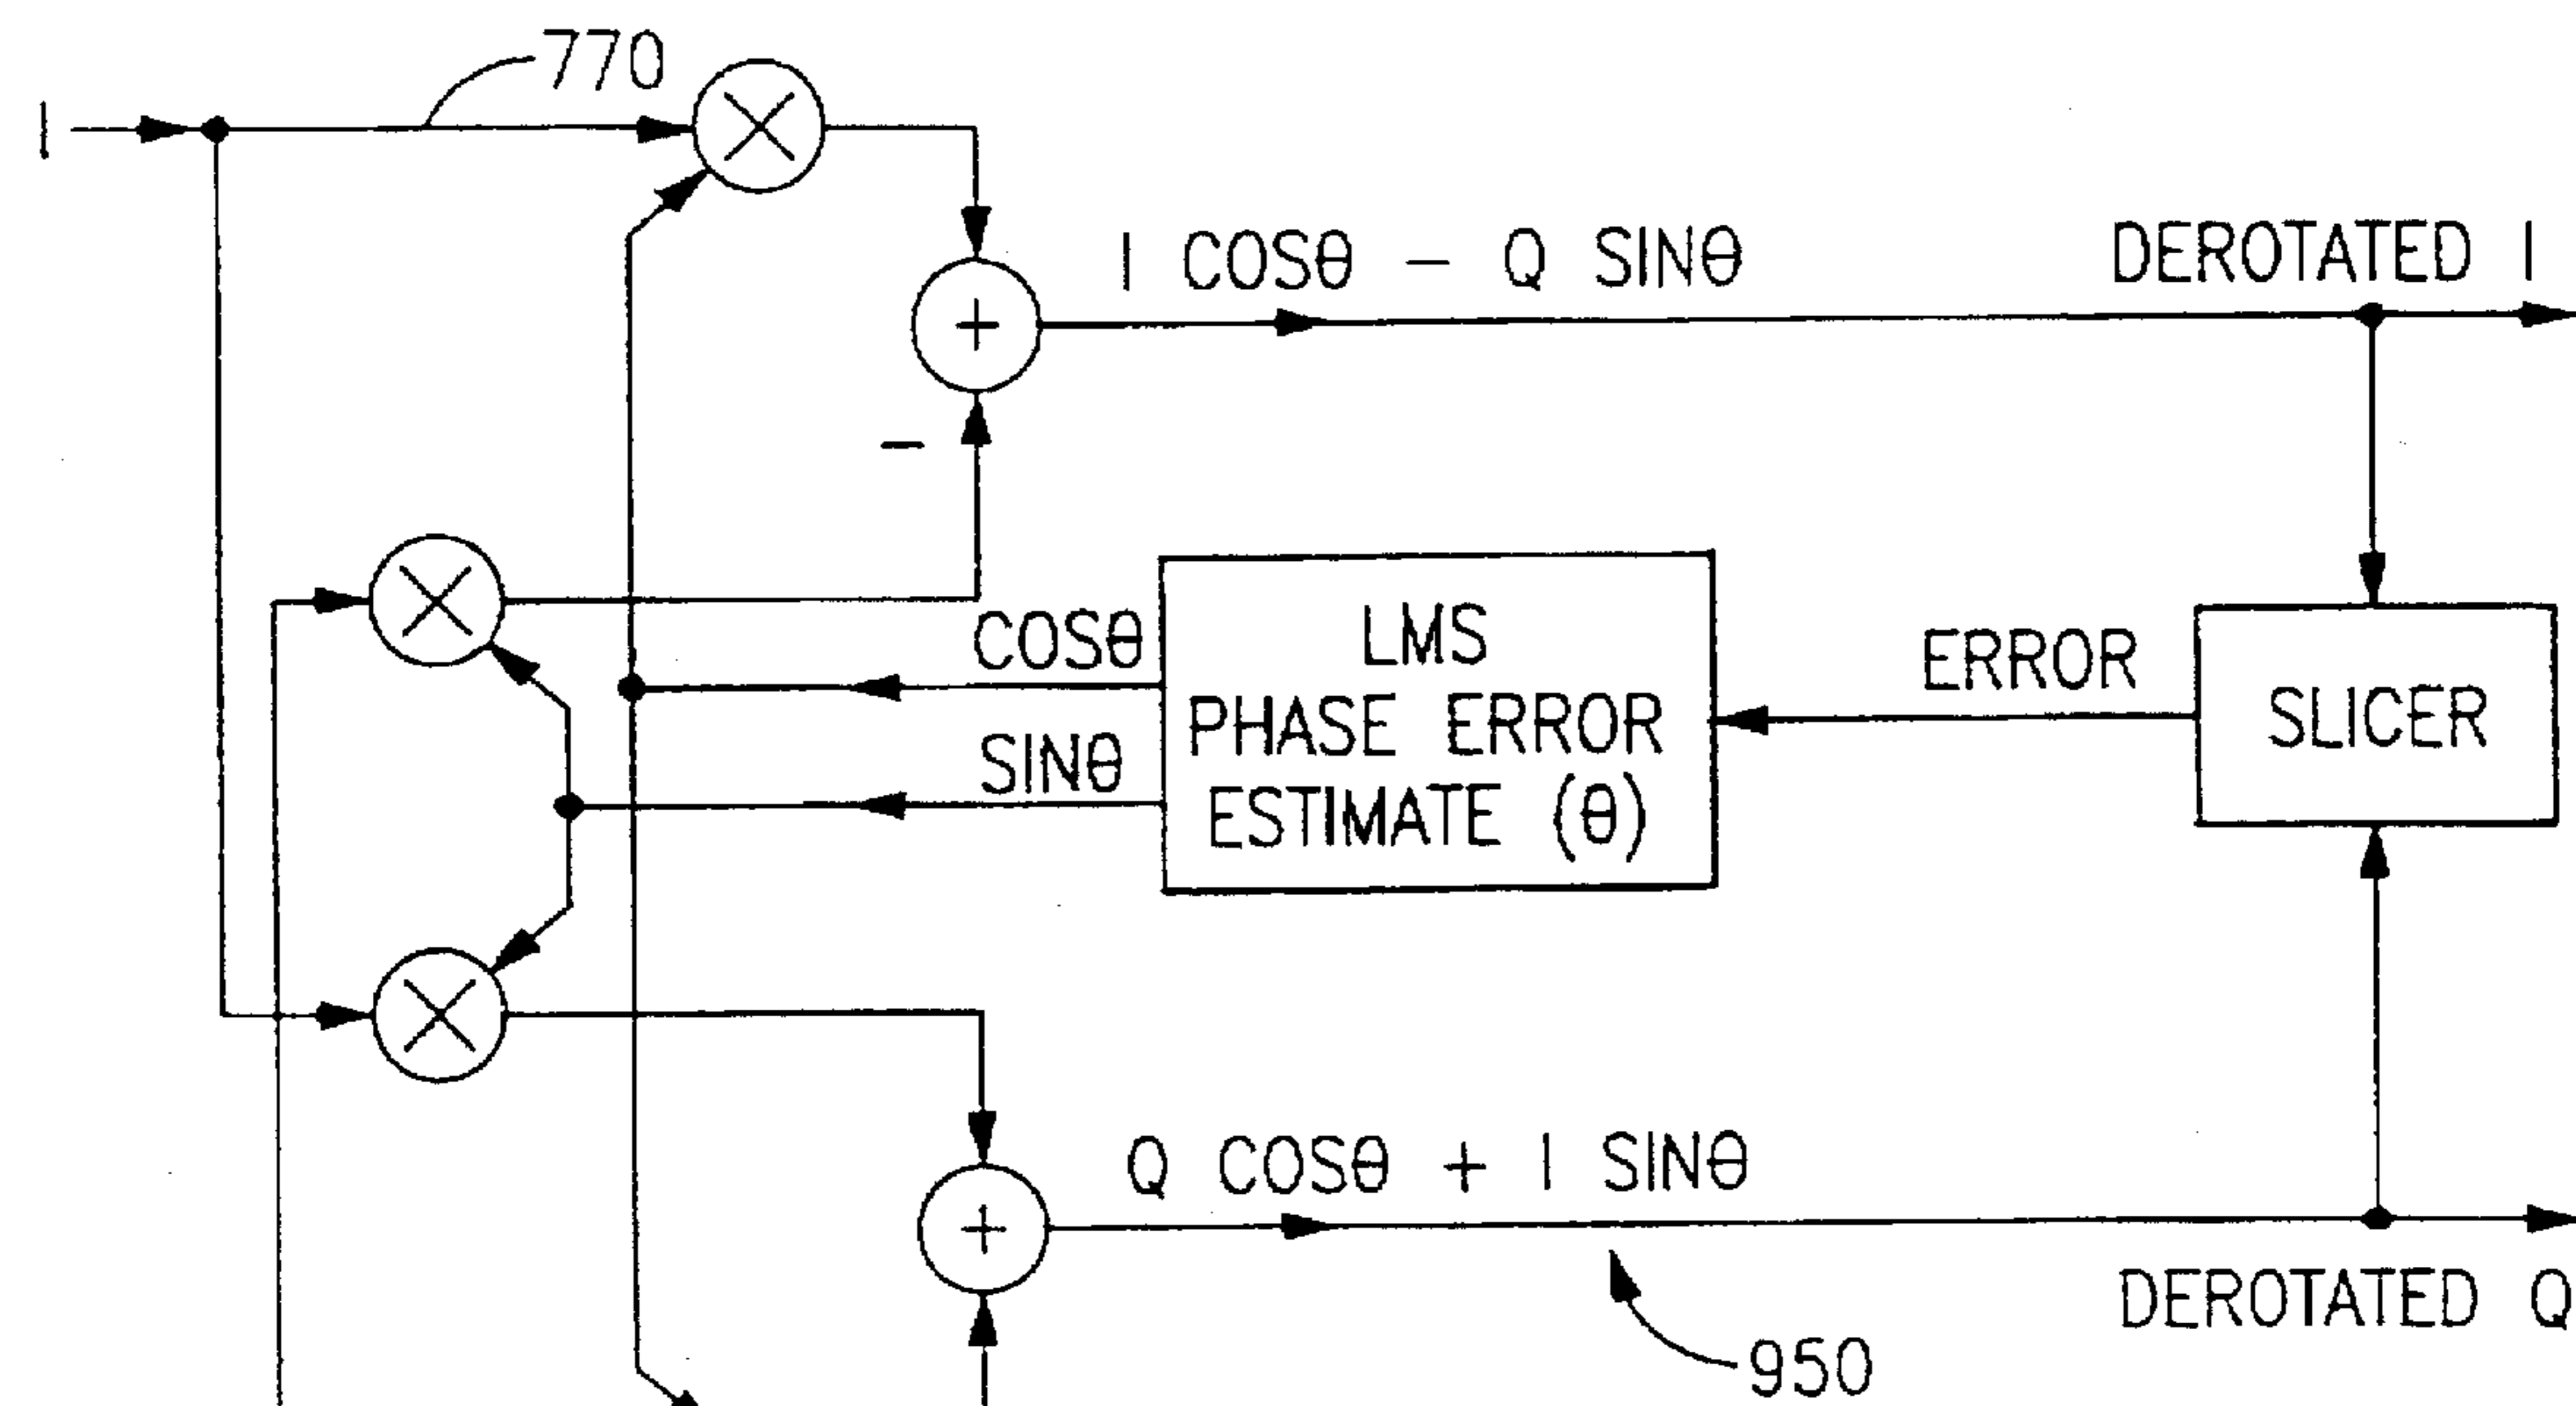 770
I
I COSθ – Q SINθ
DEROTATED I
–
COSθ
SINθ
LMS
PHASE ERROR
ESTIMATE (θ)
ERROR
SLICER
Q COSθ + I SINθ
DEROTATED Q
950